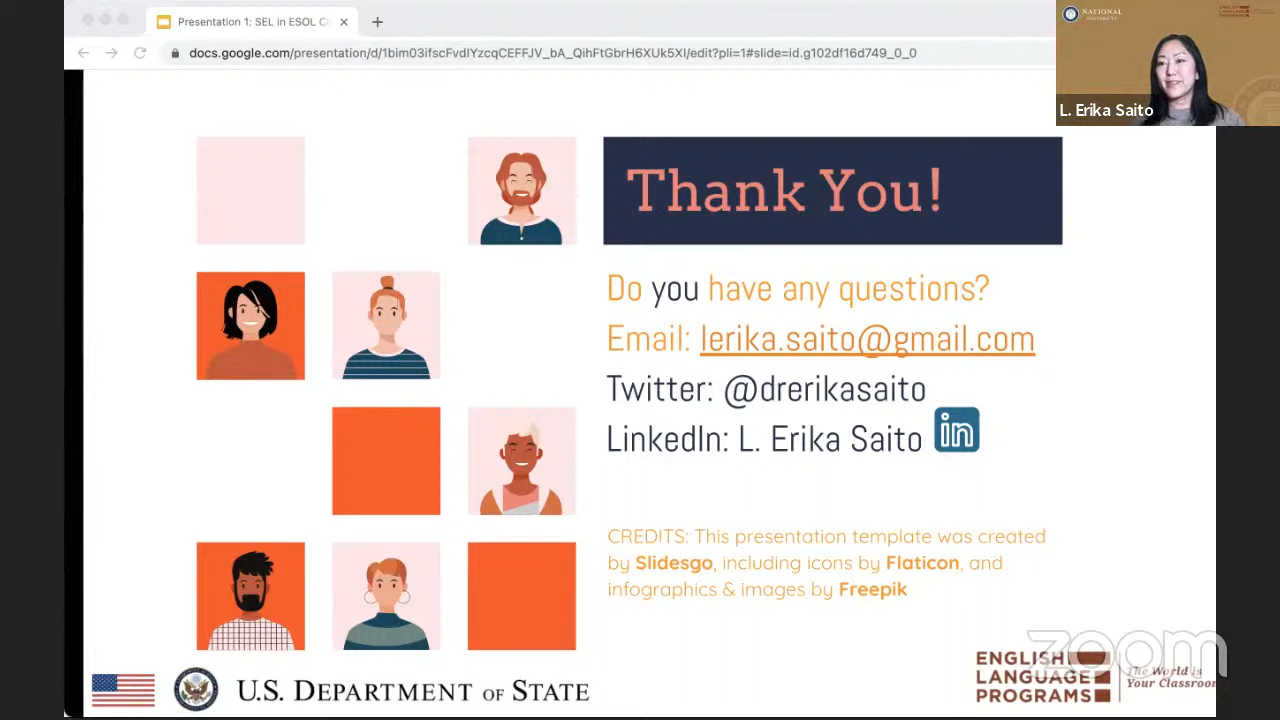 Presentation 1: SEL in ESOL Cl
docs.google.com/presentation/d/1bim03ifscFvdIYzcqCEFFJV_bA_QihFtGbrH6XUk5XI/edit?pli=1#slide=id.g102df16d749_0_0
NATIONAL
UNIVERSITY
L. Erika Saito
Thank You!
Do you have any questions?
Email: lerika.saito@gmail.com
Twitter: @drerikasaito
LinkedIn: L. Erika Saito in
CREDITS: This presentation template was created
by Slidesgo, including icons by Flaticon, and
infographics & images by Freepik
U.S. DEPARTMENT OF STATE
ENGLISH
LANGUAGE
PROGRAMS
The World is
Your Classroom
zoom